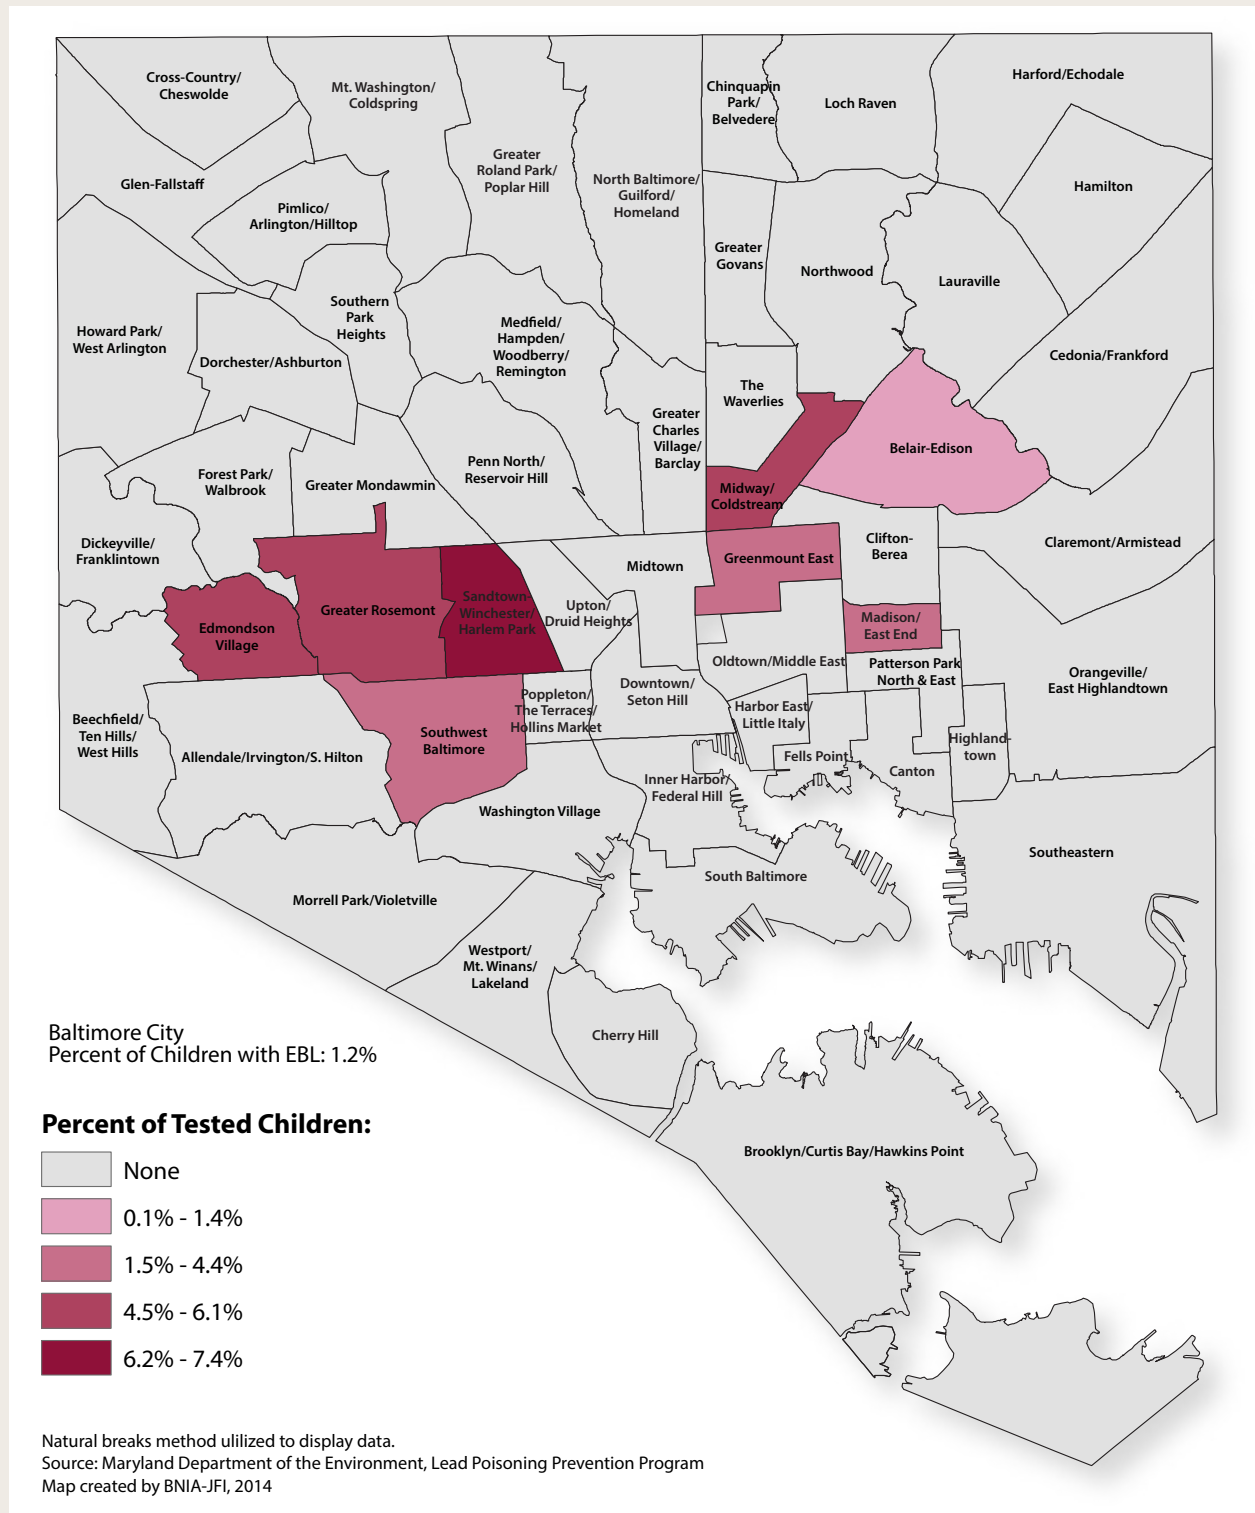 Cross-Country/
Cheswolde
Mt. Washington/
Coldspring
Greater
Roland Park/
Poplar Hill
North Baltimore/
Guilford/
Homeland
Chinquapin
Park/
Belvedere
Loch Raven
Harford/Echodale
Glen-Fallstaff
Pimlico/
Arlington/Hilltop
Hamilton
Greater
Govans
Northwood
Lauraville
Howard Park/
West Arlington
Southern
Park
Heights
Dorchester/Ashburton
Medfield/
Hampden/
Woodberry/
Remington
Cedonia/Frankford
The
Waverlies
Greater
Charles
Village/
Barclay
Belair-Edison
Forest Park/
Walbrook
Greater Mondawmin
Penn North/
Reservoir Hill
Midway/
Coldstream
Dickeyville/
Franklintown
Midtown
Greenmount East
Clifton-
Berea
Claremont/Armistead
Edmondson
Village
Greater Rosemont
Sandtown-
Winchester/
Harlem Park
Upton/
Druid Heights
Madison/
East End
Oldtown/Middle East
Patterson Park
North & East
Orangeville/
East Highlandtown
Beechfield/
Ten Hills/
West Hills
Allendale/Irvington/S. Hilton
Southwest
Baltimore
Poppleton/
The Terraces/
Hollins Market
Downtown/
Seton Hill
Harbor East/
Little Italy
Fells Point
Canton
Highland-
town
Inner Harbor/
Federal Hill
Washington Village
South Baltimore
Southeastern
Morrell Park/Violetville
Westport/
Mt. Winans/
Lakeland
Cherry Hill
Brooklyn/Curtis Bay/Hawkins Point
Baltimore City
Percent of Children with EBL: 1.2%
Percent of Tested Children:
None
0.1% - 1.4%
1.5% - 4.4%
4.5% - 6.1%
6.2% - 7.4%
Natural breaks method ulilized to display data.
Source: Maryland Department of the Environment, Lead Poisoning Prevention Program
Map created by BNIA-JFI, 2014